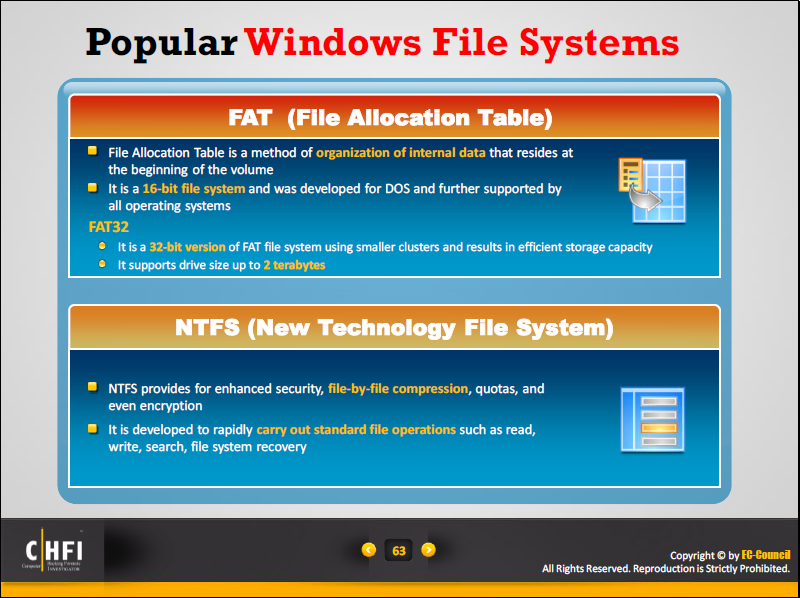 Popular Windows File Systems
FAT (File Allocation Table)
File Allocation Table is a method of organization of internal data that resides at
the beginning of the volume
It is a 16-bit file system and was developed for DOS and further supported by
all operating systems
FAT32
It is a 32-bit version of FAT file system using smaller clusters and results in efficient storage capacity
It supports drive size up to 2 terabytes
NTFS (New Technology File System)
NTFS provides for enhanced security, file-by-file compression, quotas, and
even encryption
It is developed to rapidly carry out standard file operations such as read,
write, search, file system recovery
CHFI
Computer Hacking Forensic
INVESTIGATOR
63
Copyright © by EC-Council
All Rights Reserved. Reproduction is Strictly Prohibited.